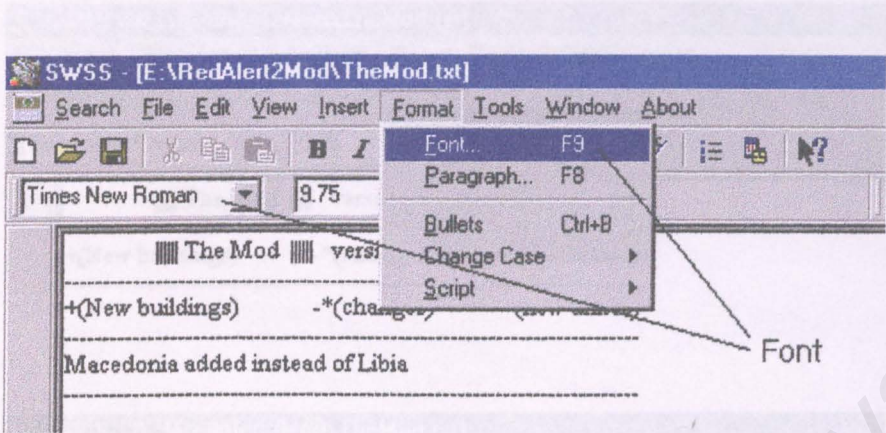 SWSS - [E:\RedAlert2Mod\TheMod.txt]
Search File Edit View Insert Format Tools Window About
B I
Font... F9
Times New Roman 9.75
Paragraph... F8
Bullets Ctrl+B
The Mod
Change Case
Script
+(New buildings)
Macedonia added instead of Libia
Font